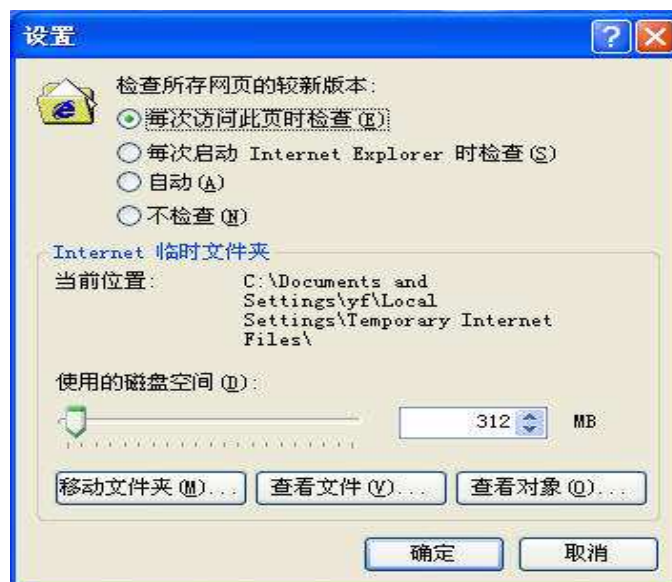 设置
检查所存网页的较新版本:
每次访问此页时检查(E)
每次启动 Internet Explorer 时检查(S)
自动(A)
不检查(N)
Internet 临时文件夹
当前位置: C:\Documents and
Settings\yf\Local
Settings\Temporary Internet
Files\
使用的磁盘空间(D):
312 MB
移动文件夹(M)... 查看文件(V)... 查看对象(O)...
确定 取消